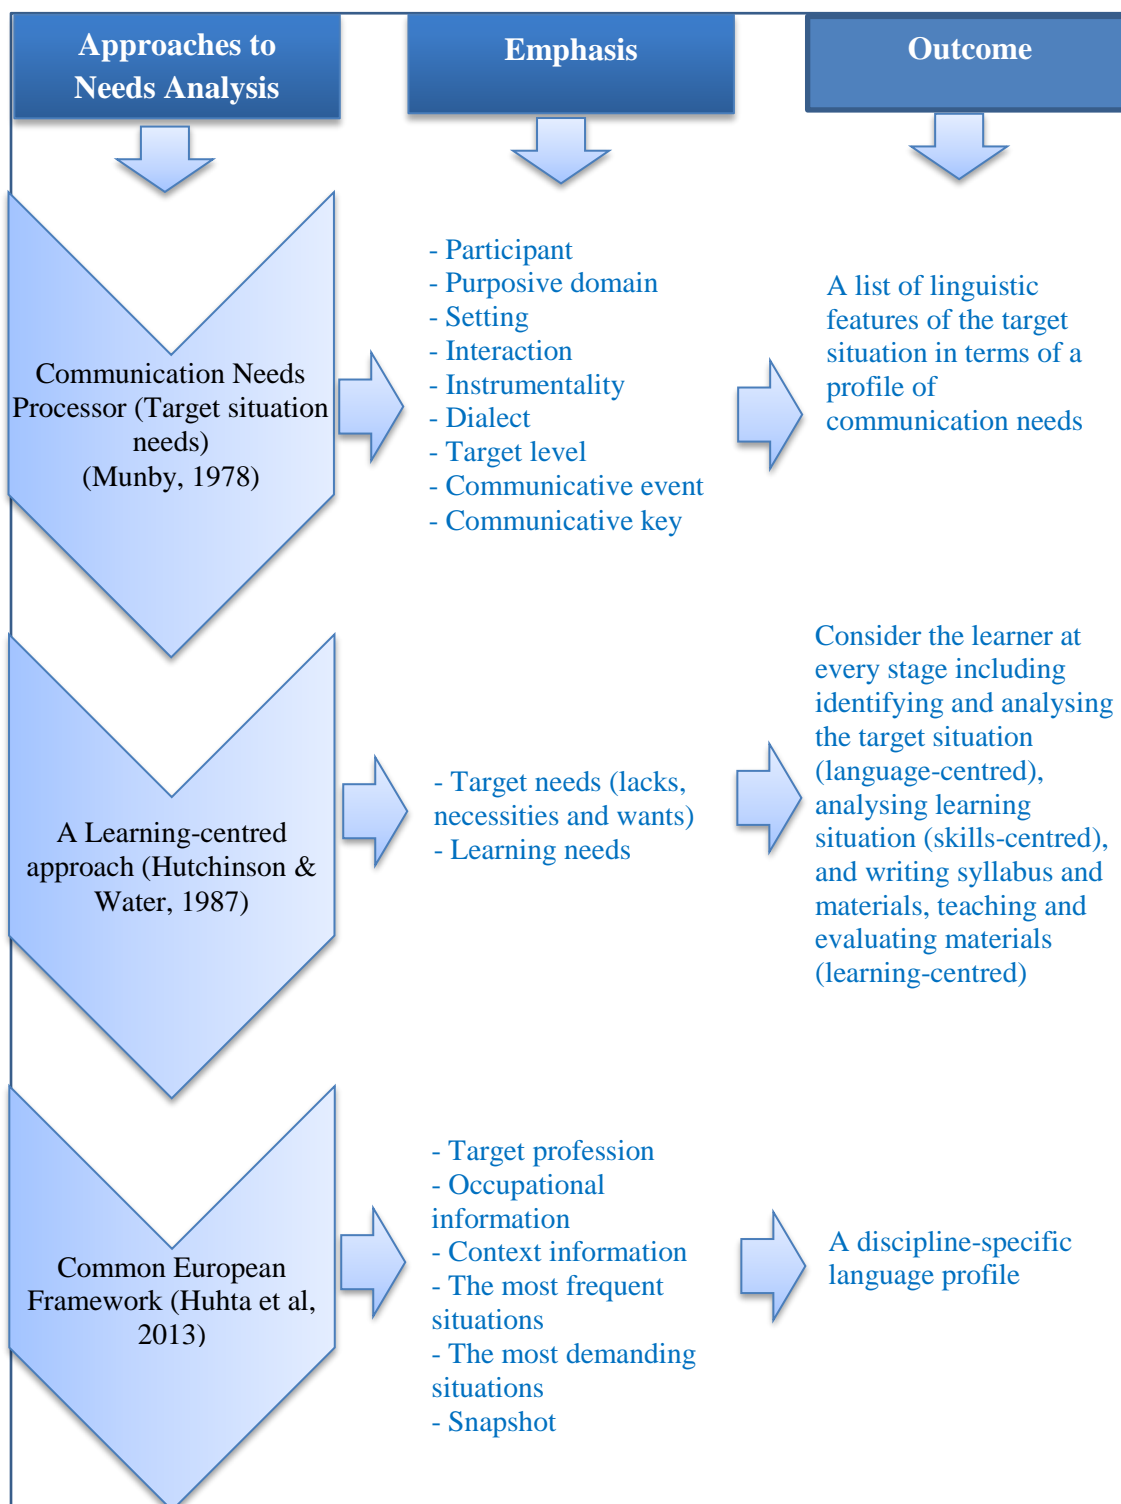 Approaches to
Needs Analysis
Emphasis
Outcome
Communication Needs
Processor (Target situation
needs)
(Munby, 1978)
- Participant
- Purposive domain
- Setting
- Interaction
- Instrumentality
- Dialect
- Target level
- Communicative event
- Communicative key
A list of linguistic
features of the target
situation in terms of a
profile of
communication needs
A Learning-centred
approach (Hutchinson &
Water, 1987)
- Target needs (lacks,
necessities and wants)
- Learning needs
Consider the learner at
every stage including
identifying and analysing
the target situation
(language-centred),
analysing learning
situation (skills-centred),
and writing syllabus and
materials, teaching and
evaluating materials
(learning-centred)
Common European
Framework (Huhta et al,
2013)
- Target profession
- Occupational
information
- Context information
- The most frequent
situations
- The most demanding
situations
- Snapshot
A discipline-specific
language profile